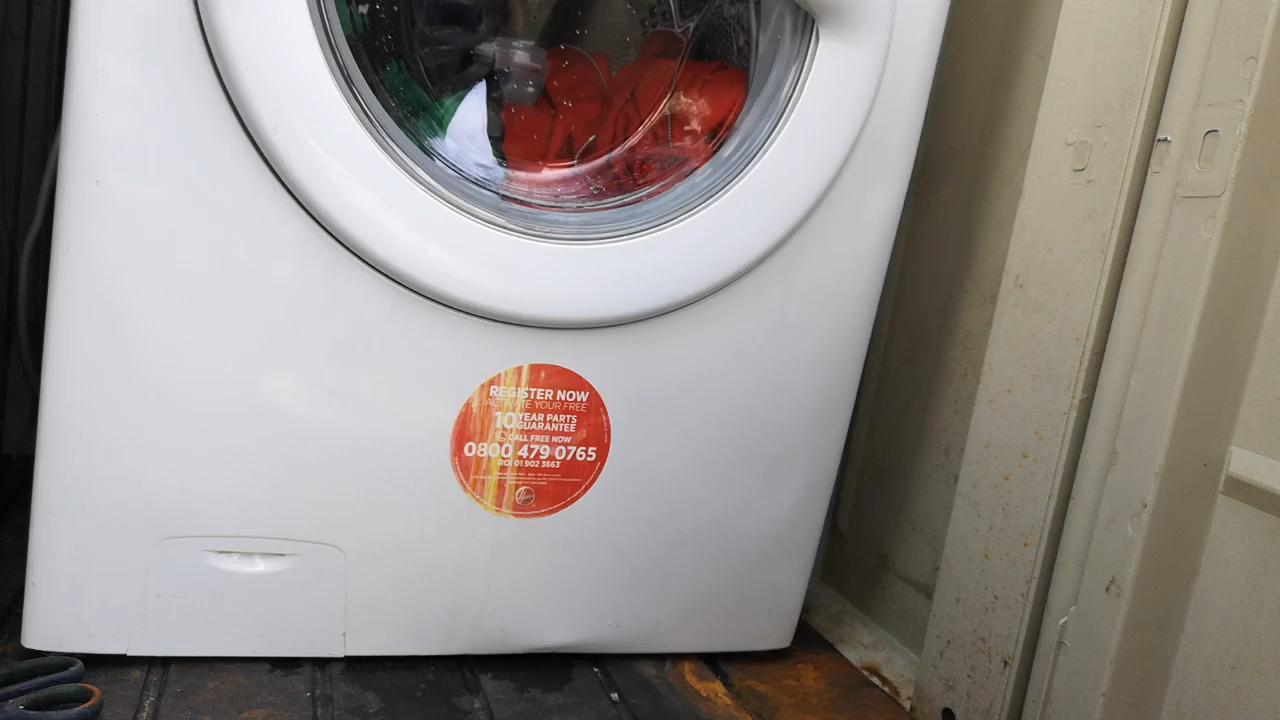 REGISTER NOW
ACTIVATE YOUR FREE
10 YEAR PARTS
GUARANTEE
CALL FREE NOW
0800 479 0765
ROI 01 902 3663